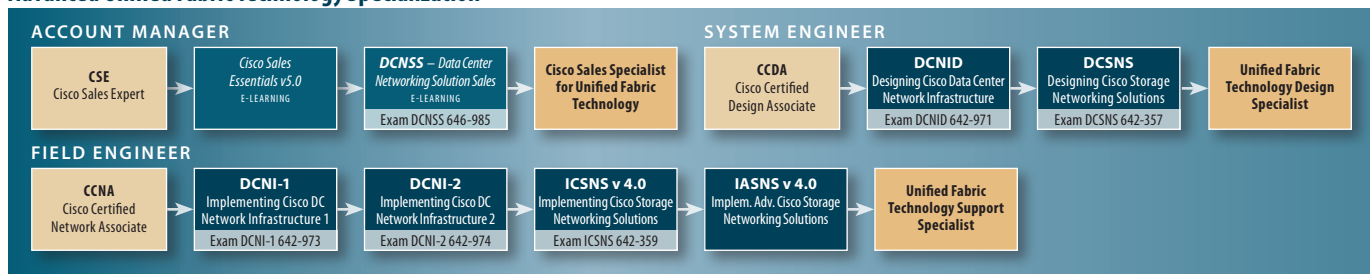 Advanced Unified Fabric Technology Specialization
ACCOUNT MANAGER
CSE
Cisco Sales Expert
Cisco Sales
Essentials v5.0
E-LEARNING
DCNSS – Data Center
Networking Solution Sales
E-LEARNING
Exam DCNSS 646-985
Cisco Sales Specialist
for Unified Fabric
Technology
SYSTEM ENGINEER
CCDA
Cisco Certified
Design Associate
DCNID
Designing Cisco Data Center
Network Infrastructure
Exam DCNID 642-971
DCSNS
Designing Cisco Storage
Networking Solutions
Exam DCSNS 642-357
Unified Fabric
Technology Design
Specialist
FIELD ENGINEER
CCNA
Cisco Certified
Network Associate
DCNI-1
Implementing Cisco DC
Network Infrastructure 1
Exam DCNI-1 642-973
DCNI-2
Implementing Cisco DC
Network Infrastructure 2
Exam DCNI-2 642-974
ICSNS v 4.0
Implementing Cisco Storage
Networking Solutions
Exam ICSNS 642-359
IASNS v 4.0
Implem. Adv. Cisco Storage
Networking Solutions
Unified Fabric
Technology Support
Specialist